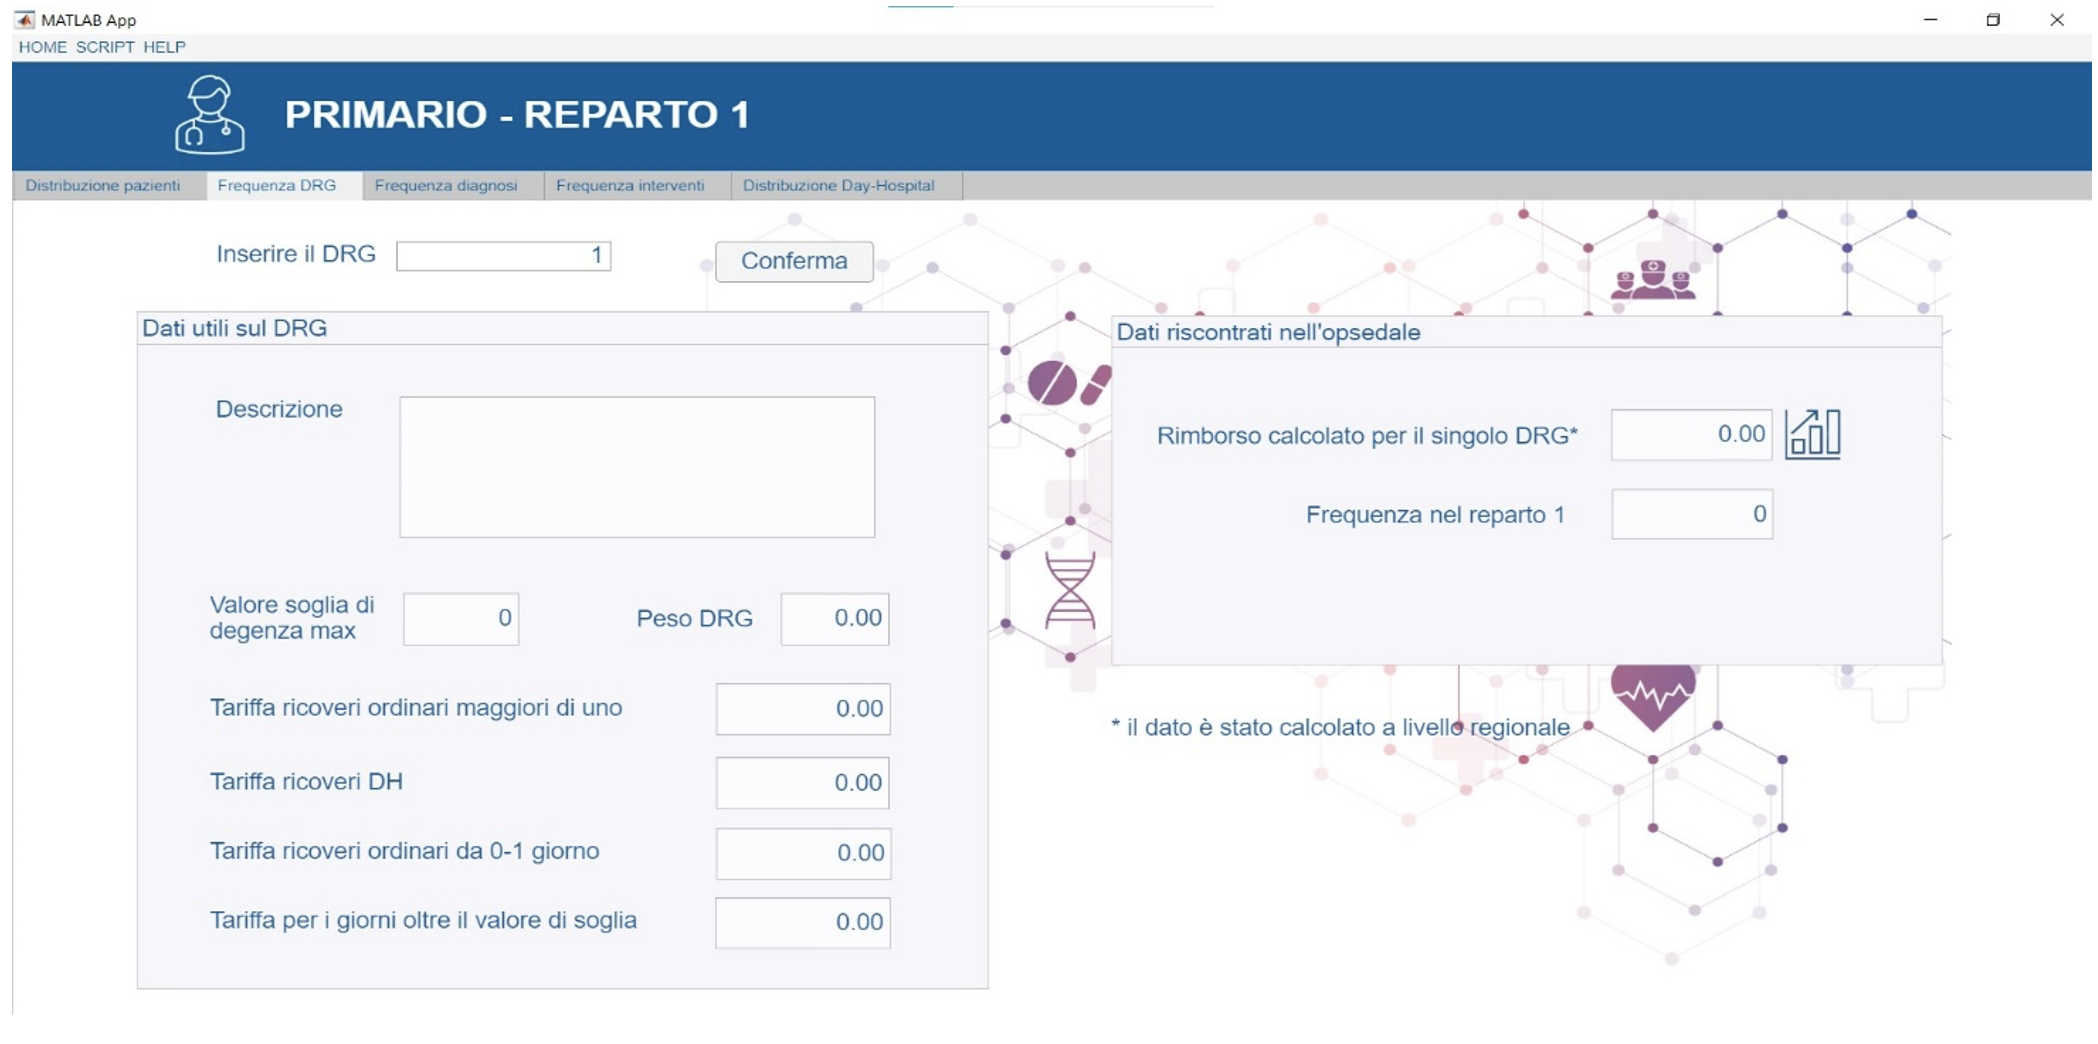 MATLAB App
HOME SCRIPT HELP
PRIMARIO - REPARTO 1
Distribuzione pazienti
Frequenza DRG
Frequenza diagnosi
Frequenza interventi
Distribuzione Day-Hospital
Inserire il DRG
1
Conferma
Dati utili sul DRG
Descrizione
Valore soglia di
degenza max
0
Peso DRG
0.00
Tariffa ricoveri ordinari maggiori di uno
0.00
Tariffa ricoveri DH
0.00
Tariffa ricoveri ordinari da 0-1 giorno
0.00
Tariffa per i giorni oltre il valore di soglia
0.00
Dati riscontrati nell'opsedale
Rimborso calcolato per il singolo DRG*
0.00
Frequenza nel reparto 1
0
* il dato è stato calcolato a livello regionale